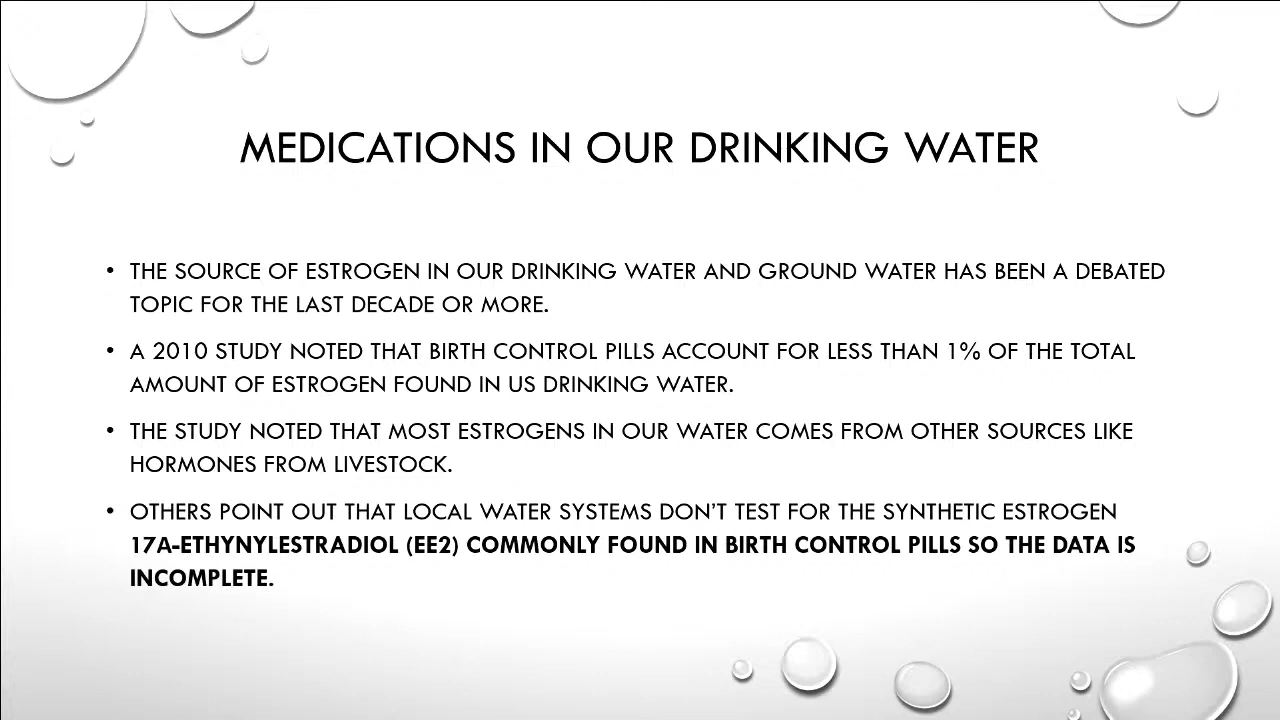 MEDICATIONS IN OUR DRINKING WATER
• THE SOURCE OF ESTROGEN IN OUR DRINKING WATER AND GROUND WATER HAS BEEN A DEBATED
TOPIC FOR THE LAST DECADE OR MORE.
• A 2010 STUDY NOTED THAT BIRTH CONTROL PILLS ACCOUNT FOR LESS THAN 1% OF THE TOTAL
AMOUNT OF ESTROGEN FOUND IN US DRINKING WATER.
• THE STUDY NOTED THAT MOST ESTROGENS IN OUR WATER COMES FROM OTHER SOURCES LIKE
HORMONES FROM LIVESTOCK.
• OTHERS POINT OUT THAT LOCAL WATER SYSTEMS DON'T TEST FOR THE SYNTHETIC ESTROGEN
17A-ETHYNYLESTRADIOL (EE2) COMMONLY FOUND IN BIRTH CONTROL PILLS SO THE DATA IS
INCOMPLETE.